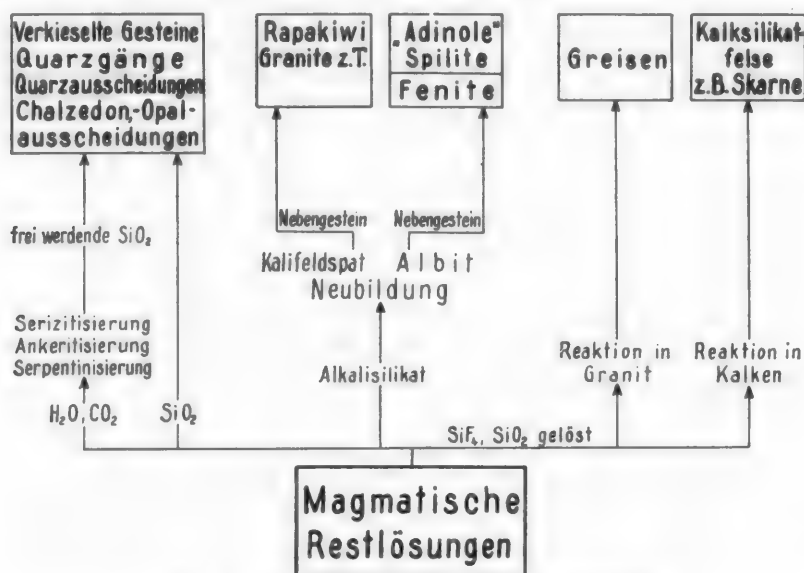 Verkieselte Gesteine
Quarzgänge
Quarzausscheidungen
Chalzedon,-Opal-
ausscheidungen
Rapakiwi
Granite z.T.
„Adinole"
Spilite
Fenite
Greisen
Kalksilikat-
felse
z.B. Skarne
Nebengestein
Nebengestein
frei werdende SiO₂
Kalifeldspat
Albit
Neubildung
Serizitisierung
Ankeritisierung
Serpentinisierung
Alkalisilikat
Reaktion in
Granit
Reaktion in
Kalken
H₂O, CO₂
SiO₂
SiF₄, SiO₂ gelöst
Magmatische
Restlösungen